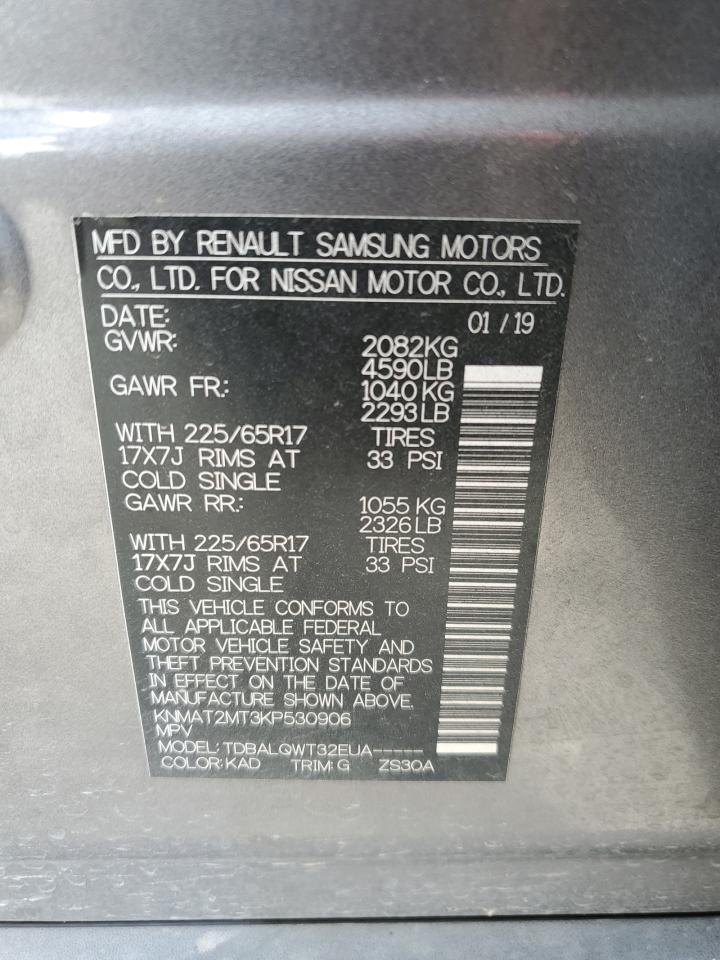 MFD BY RENAULT SAMSUNG MOTORS
CO., LTD. FOR NISSAN MOTOR CO., LTD.
DATE: 01 / 19
GVWR: 2082KG
4590LB
GAWR FR.: 1040 KG
2293 LB
WITH 225/65R17 TIRES
17X7J RIMS AT 33 PSI
COLD SINGLE
GAWR RR.: 1055 KG
2326 LB
WITH 225/65R17 TIRES
17X7J RIMS AT 33 PSI
COLD SINGLE
THIS VEHICLE CONFORMS TO
ALL APPLICABLE FEDERAL
MOTOR VEHICLE SAFETY AND
THEFT PREVENTION STANDARDS
IN EFFECT ON THE DATE OF
MANUFACTURE SHOWN ABOVE.
KNMAT2MT3KP530906
MPV
MODEL: TDBALQWT32EUA-----
COLOR: KAD TRIM: G ZS30A